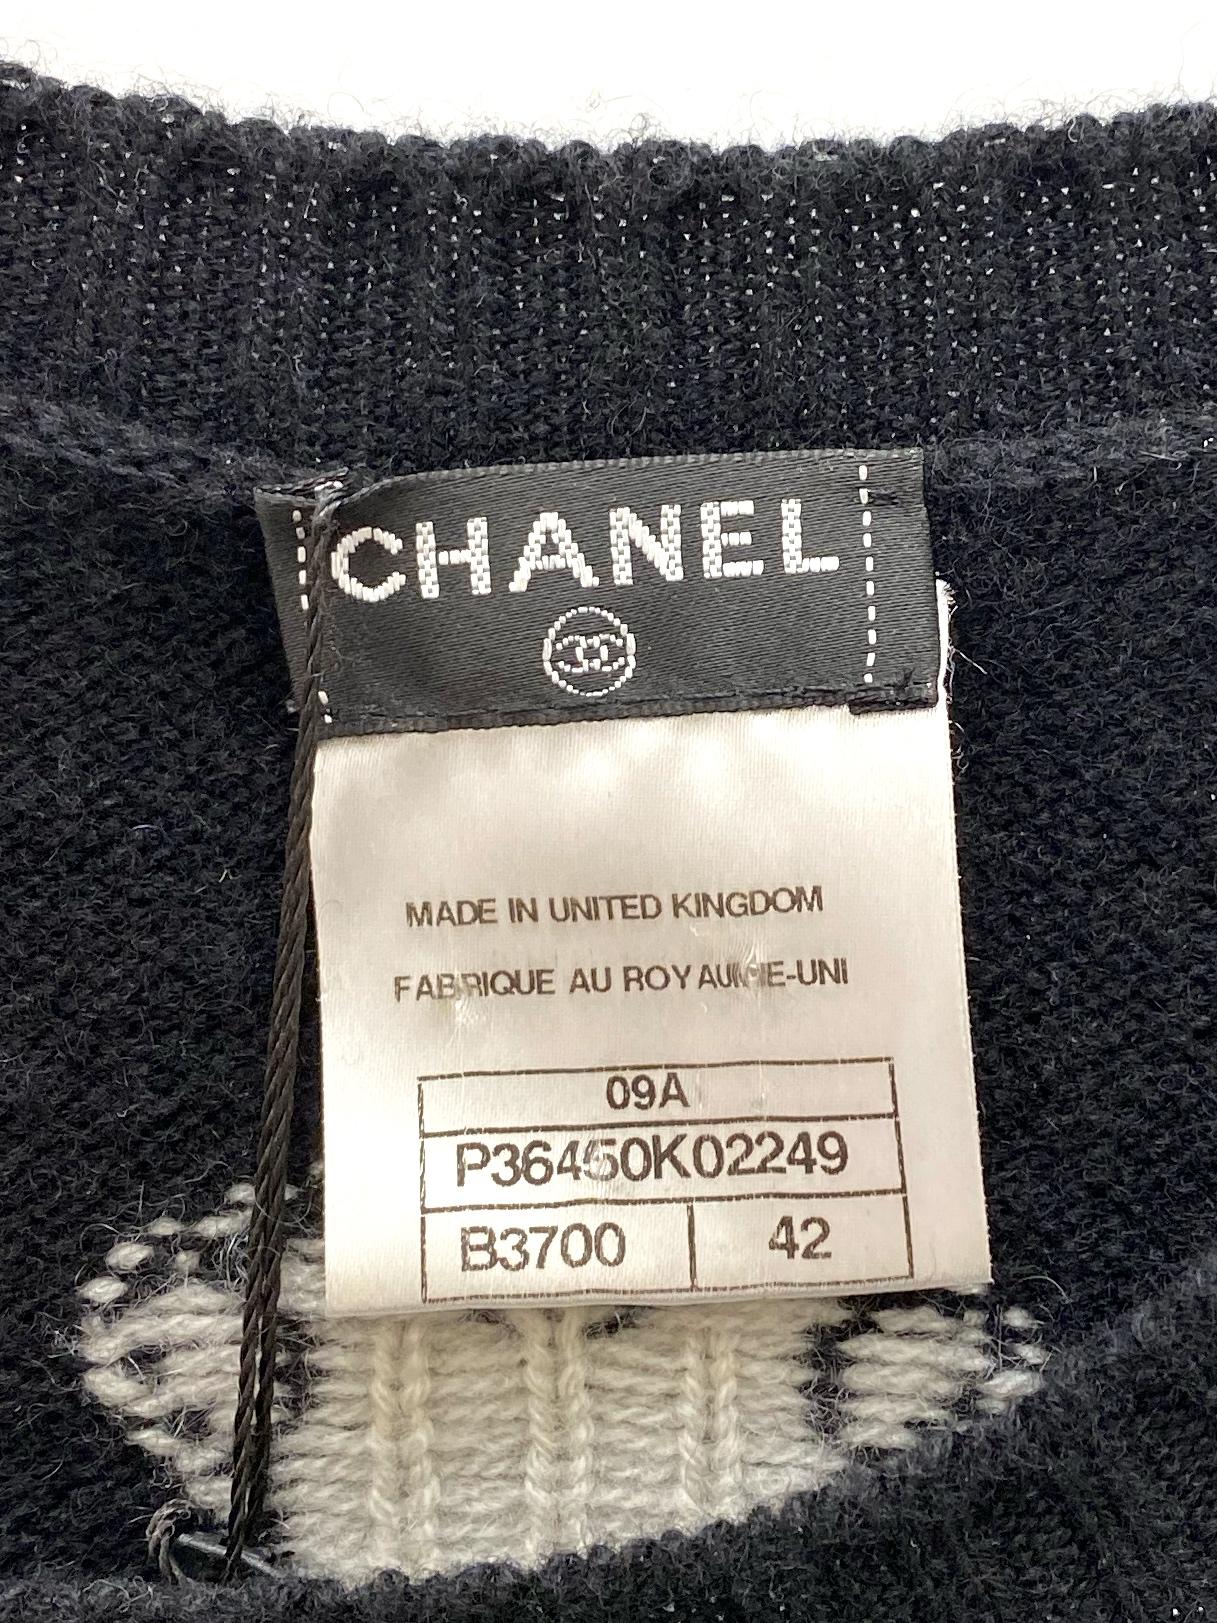 CHANEL
MADE IN UNITED KINGDOM
FABRIQUE AU ROYAUME-UNI
09A
P36450K02249
B3700 42